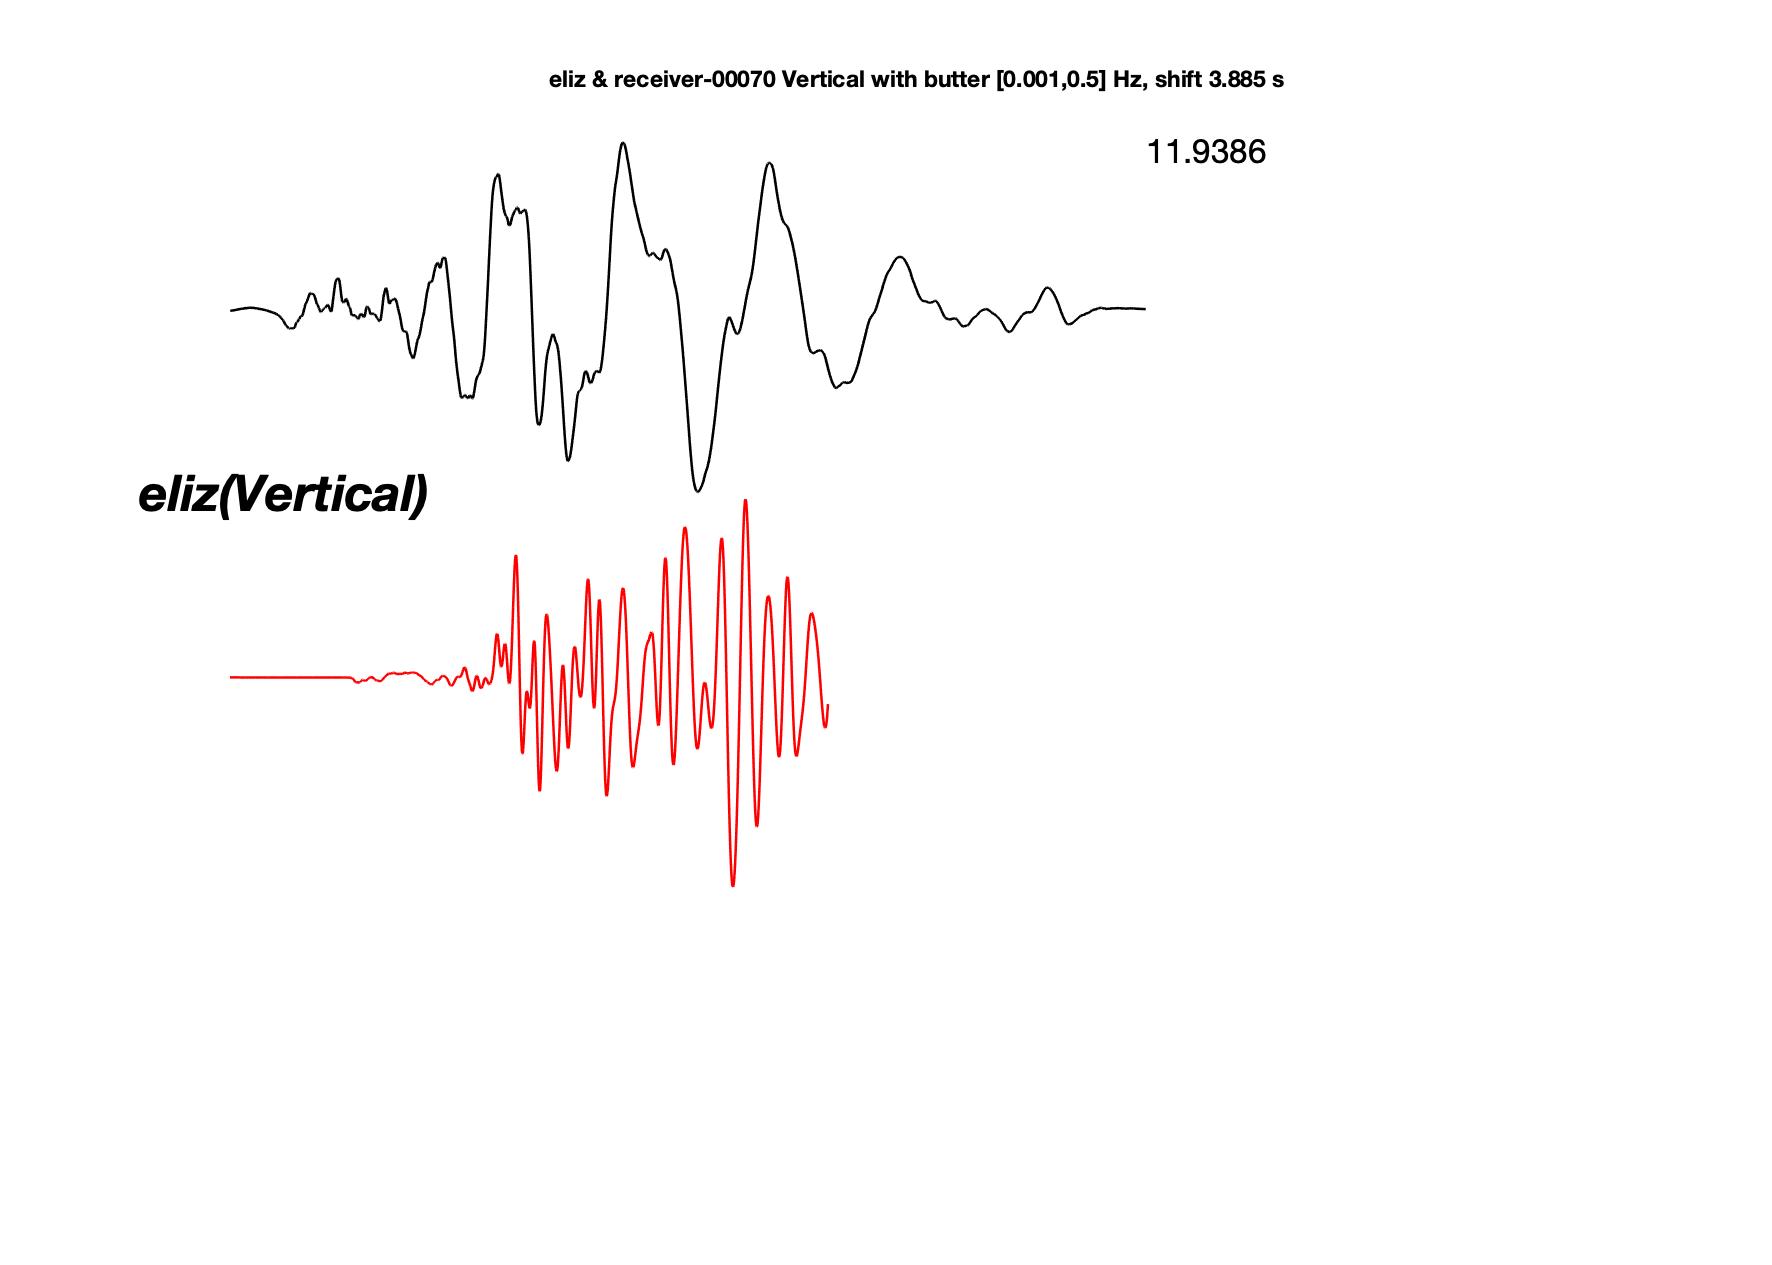 eliz & receiver-00070 Vertical with butter [0.001,0.5] Hz, shift 3.885 s
11.9386
eliz(Vertical)